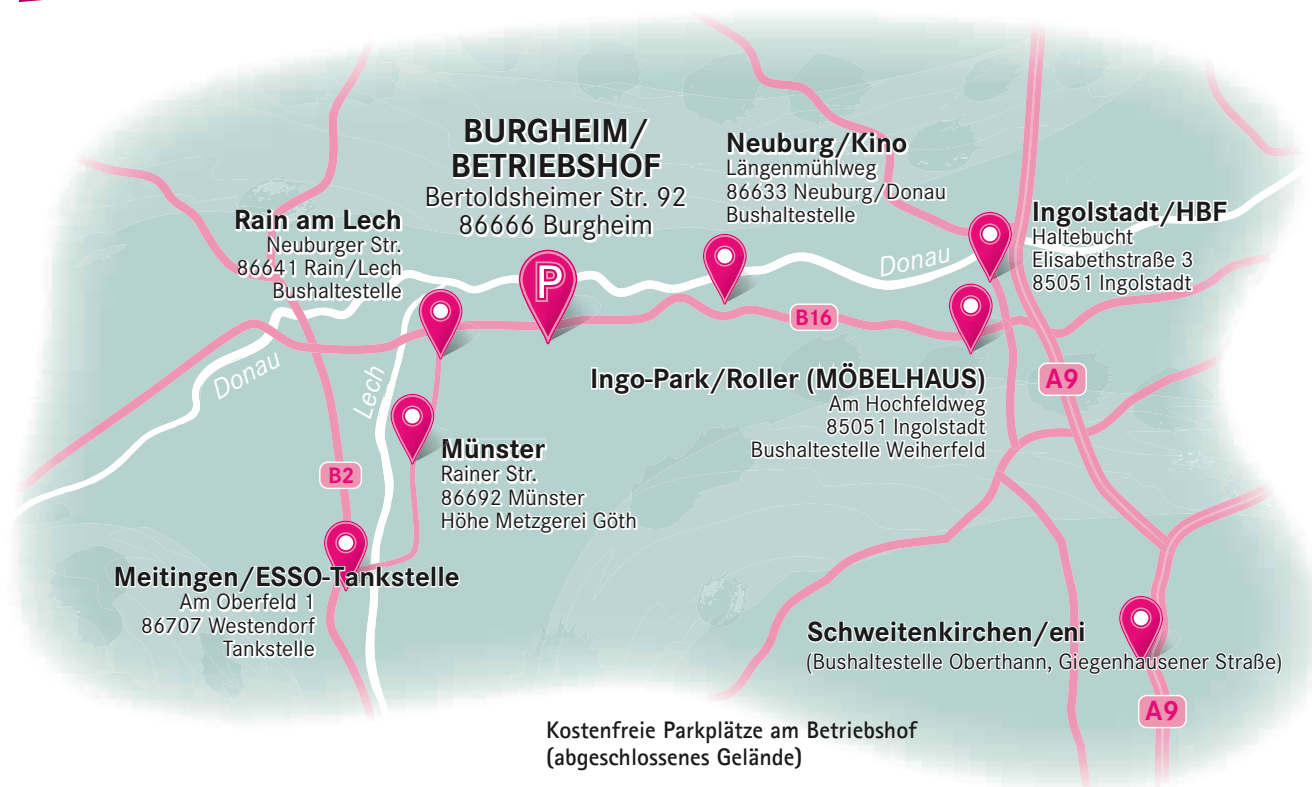 BURGHEIM/
BETRIEBSHOF
Bertoldsheimer Str. 92
86666 Burgheim
P
Neuburg/Kino
Längenmühlweg
86633 Neuburg/Donau
Bushaltestelle
Rain am Lech
Neuburger Str.
86641 Rain/Lech
Bushaltestelle
Ingolstadt/HBF
Haltebucht
Elisabethstraße 3
85051 Ingolstadt
Donau
B16
Donau
Lech
Ingo-Park/Roller (MÖBELHAUS)
Am Hochfeldweg
85051 Ingolstadt
Bushaltestelle Weiherfeld
A9
B2
Münster
Rainer Str.
86692 Münster
Höhe Metzgerei Göth
Meitingen/ESSO-Tankstelle
Am Oberfeld 1
86707 Westendorf
Tankstelle
Schweitenkirchen/eni
(Bushaltestelle Oberthann, Giegenhausener Straße)
A9
Kostenfreie Parkplätze am Betriebshof
(abgeschlossenes Gelände)